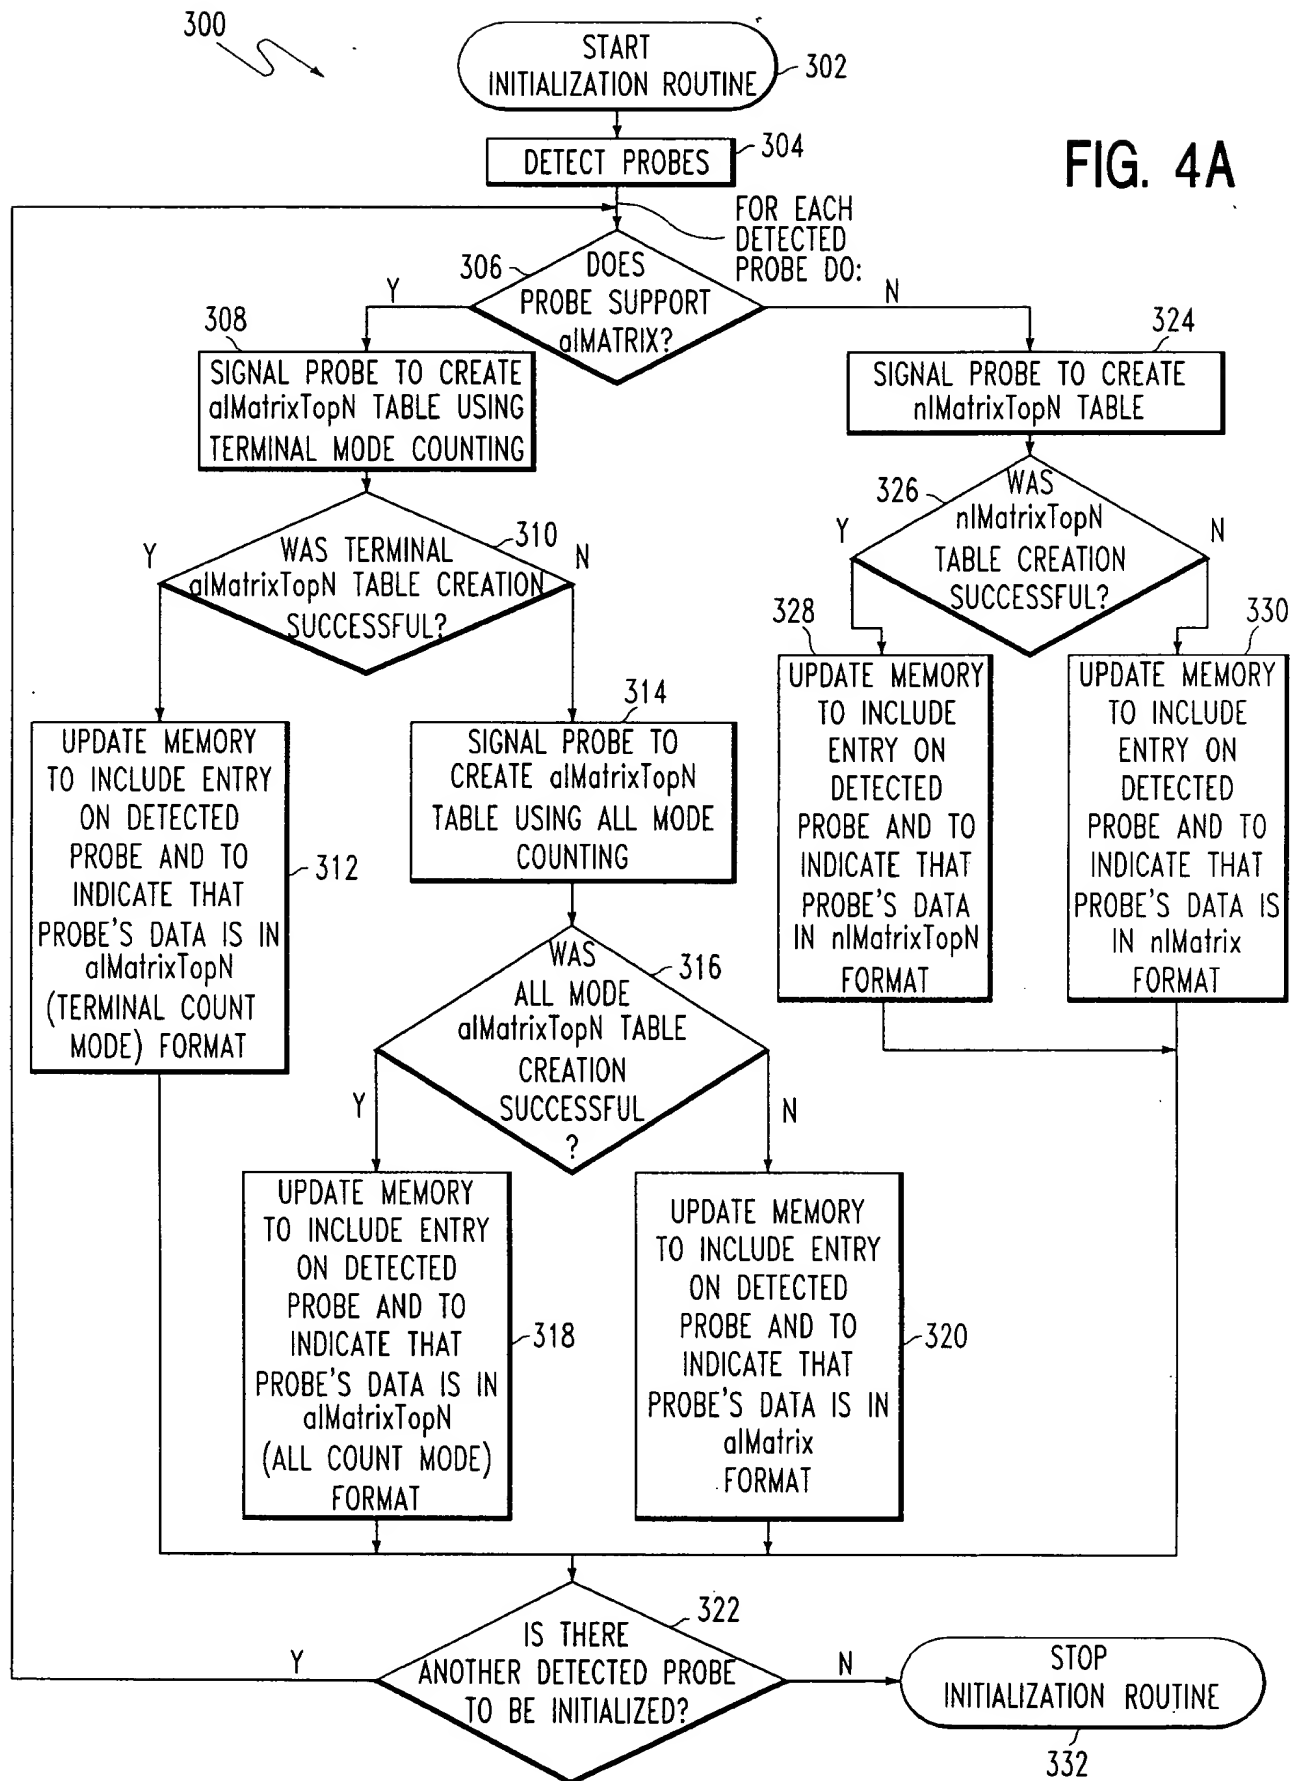 300
START
INITIALIZATION ROUTINE
302
DETECT PROBES
304
FIG. 4A
FOR EACH
DETECTED
PROBE DO:
306
DOES
PROBE SUPPORT
alMATRIX?
Y
N
308
SIGNAL PROBE TO CREATE
alMatrixTopN TABLE USING
TERMINAL MODE COUNTING
324
SIGNAL PROBE TO CREATE
nlMatrixTopN TABLE
310
WAS TERMINAL
alMatrixTopN TABLE CREATION
SUCCESSFUL?
Y
N
326
WAS
nlMatrixTopN
TABLE CREATION
SUCCESSFUL?
Y
N
312
UPDATE MEMORY
TO INCLUDE ENTRY
ON DETECTED
PROBE AND TO
INDICATE THAT
PROBE'S DATA IS IN
alMatrixTopN
(TERMINAL COUNT
MODE) FORMAT
314
SIGNAL PROBE TO
CREATE alMatrixTopN
TABLE USING ALL MODE
COUNTING
328
UPDATE MEMORY
TO INCLUDE
ENTRY ON
DETECTED
PROBE AND TO
INDICATE THAT
PROBE'S DATA
IN nlMatrixTopN
FORMAT
330
UPDATE MEMORY
TO INCLUDE
ENTRY ON
DETECTED
PROBE AND TO
INDICATE THAT
PROBE'S DATA IS
IN nlMatrix
FORMAT
316
WAS
ALL MODE
alMatrixTopN TABLE
CREATION
SUCCESSFUL
?
Y
N
318
UPDATE MEMORY
TO INCLUDE ENTRY
ON DETECTED
PROBE AND TO
INDICATE THAT
PROBE'S DATA IS IN
alMatrixTopN
(ALL COUNT MODE)
FORMAT
320
UPDATE MEMORY
TO INCLUDE ENTRY
ON DETECTED
PROBE AND TO
INDICATE THAT
PROBE'S DATA IS IN
alMatrix
FORMAT
322
IS THERE
ANOTHER DETECTED PROBE
TO BE INITIALIZED?
Y
N
STOP
INITIALIZATION ROUTINE
332